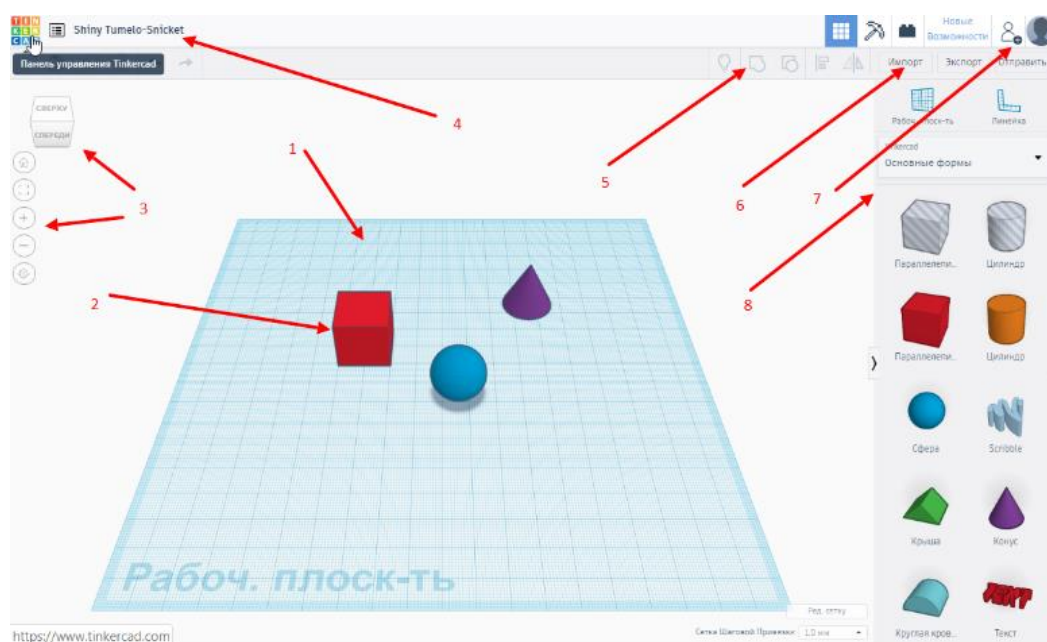 TIN
KER
CAD
Shiny Tumelo-Snicket
Новые
Возможности
Панель управления Tinkercad
Импорт
Экспорт
Отправить
СВЕРХУ
СПЕРЕДИ
1
2
3
4
5
6
7
8
Рабоч. плоск-ть
Линейка
Tinkercad
Основные формы
Параллелепи...
Цилиндр
Параллелепи...
Цилиндр
Сфера
Scribble
Крыша
Конус
Круглая кров...
Текст
TEXT
Рабоч. плоск-ть
Ред. сетку
Сетка Шаговой Привязки
1,0 мм
https://www.tinkercad.com